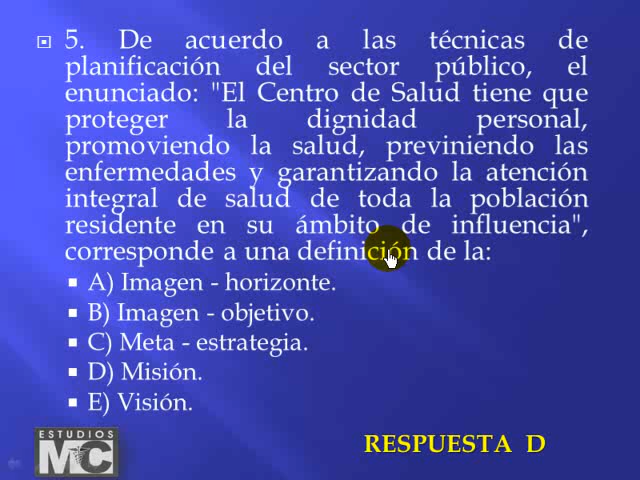 5. De acuerdo a las técnicas de
planificación del sector público, el
enunciado: "El Centro de Salud tiene que
proteger la dignidad personal,
promoviendo la salud, previniendo las
enfermedades y garantizando la atención
integral de salud de toda la población
residente en su ámbito de influencia",
corresponde a una definición de la:
A) Imagen - horizonte.
B) Imagen - objetivo.
C) Meta - estrategia.
D) Misión.
E) Visión.
ESTUDIOS
MC
RESPUESTA D